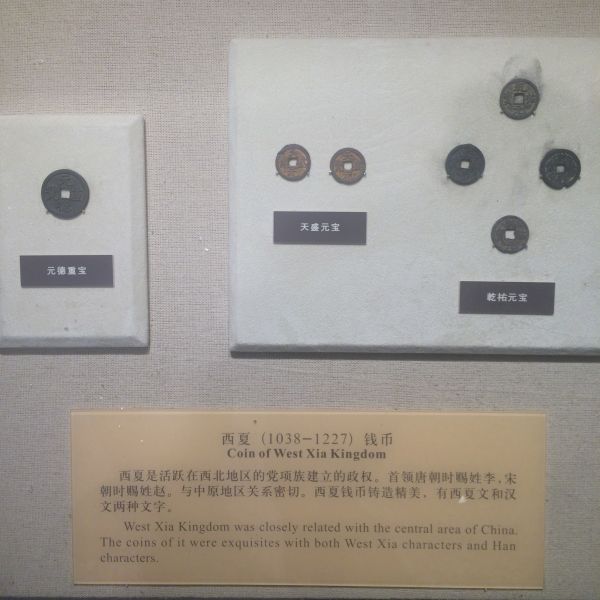 元德重宝
天盛元宝
乾祐元宝
西夏（1038－1227）钱币
Coin of West Xia Kingdom
西夏是活跃在西北地区的党项族建立的政权。首领唐朝时赐姓李，宋
朝时赐姓赵。与中原地区关系密切。西夏钱币铸造精美，有西夏文和汉
文两种文字。
West Xia Kingdom was closely related with the central area of China.
The coins of it were exquisites with both West Xia characters and Han
characters.